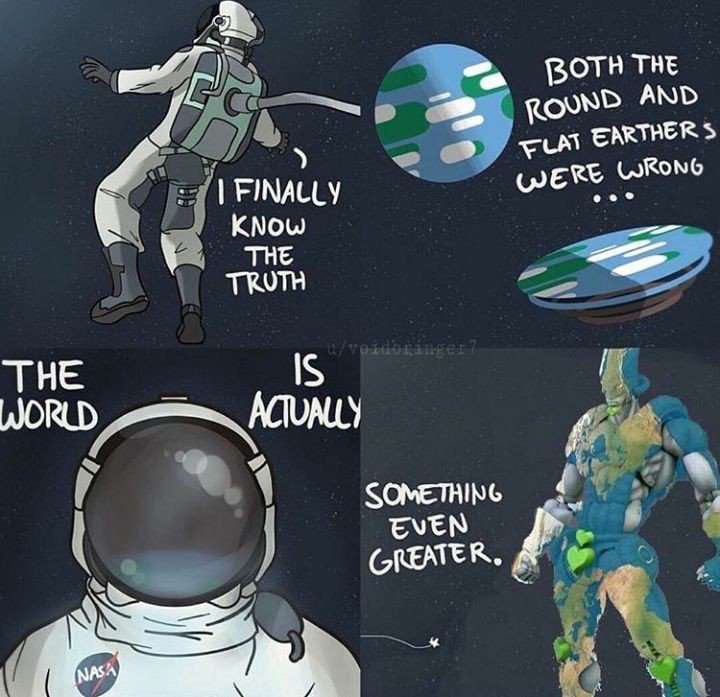 I FINALLY
KNOW
THE
TRUTH
BOTH THE
ROUND AND
FLAT EARTHERS
WERE WRONG
...
u/voidbringer7
THE
WORLD
IS
ACTUALLY
NASA
SOMETHING
EVEN
GREATER.